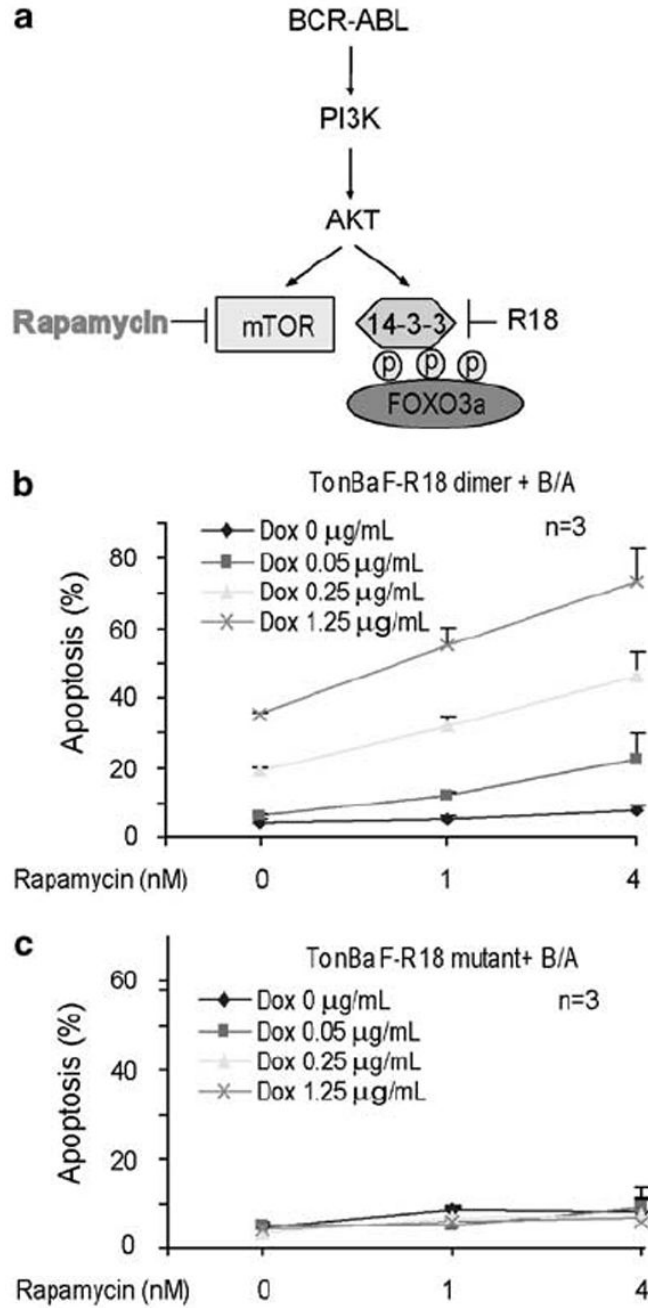 a
BCR-ABL
PI3K
AKT
Rapamycin
mTOR
14-3-3
R18
p p p
FOXO3a
b
TonBaF-R18 dimer + B/A
Dox 0 µg/mL
n=3
Dox 0.05 µg/mL
Dox 0.25 µg/mL
Dox 1.25 µg/mL
Apoptosis (%)
80
60
40
20
0
Rapamycin (nM) 0 1 4
c
TonBaF-R18 mutant+ B/A
Dox 0 µg/mL
n=3
Dox 0.05 µg/mL
Dox 0.25 µg/mL
Dox 1.25 µg/mL
Apoptosis (%)
60
40
20
0
Rapamycin (nM) 0 1 4